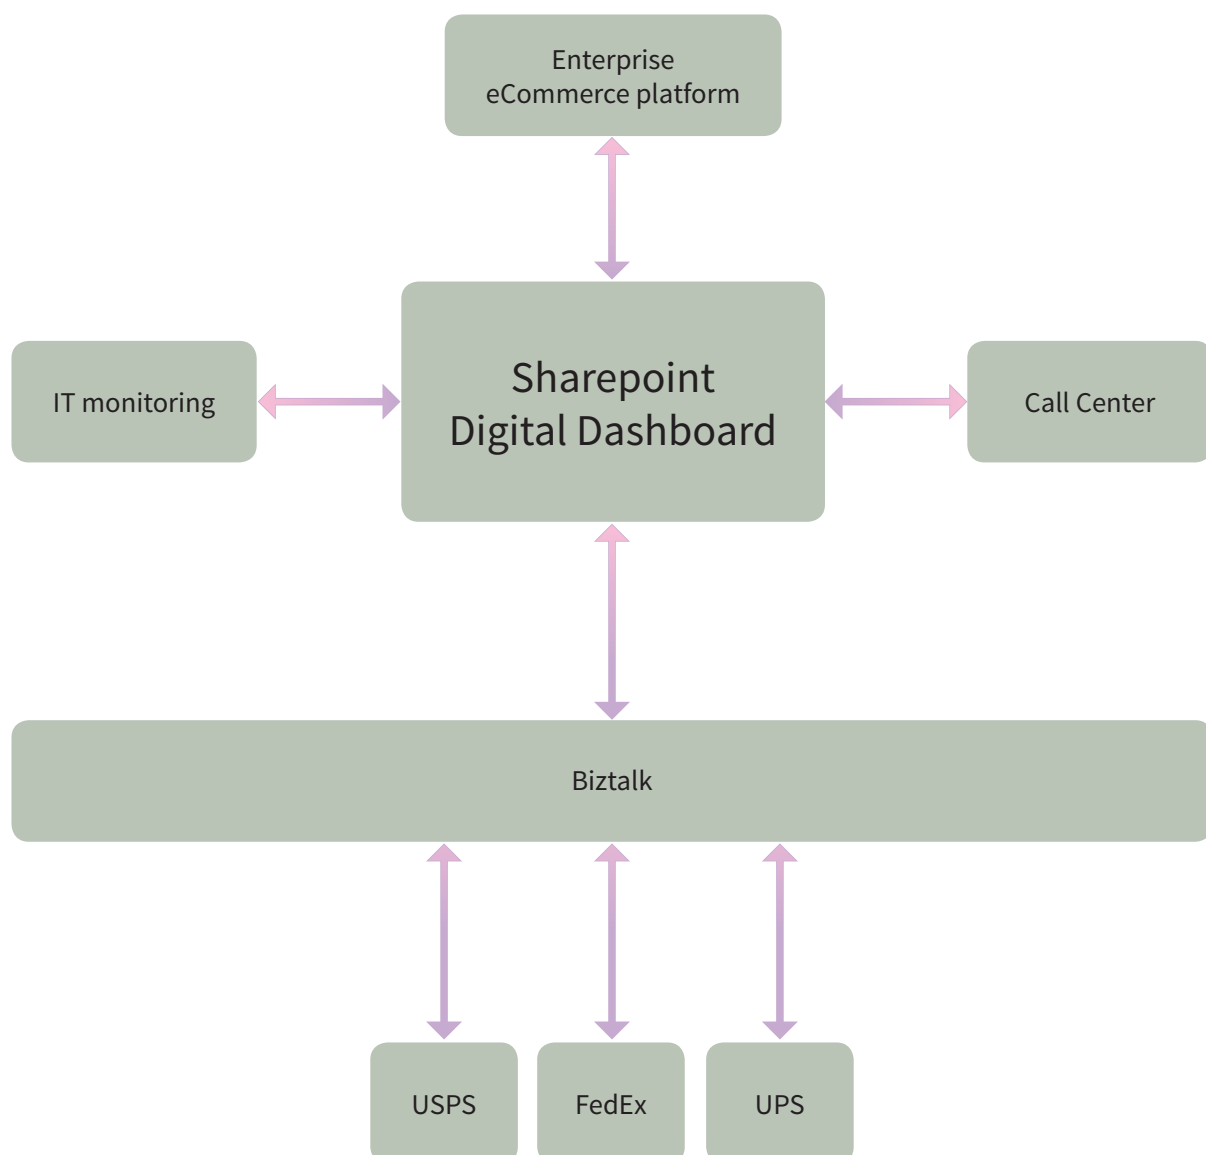 Enterprise
eCommerce platform
IT monitoring
Sharepoint
Digital Dashboard
Call Center
Biztalk
USPS
FedEx
UPS